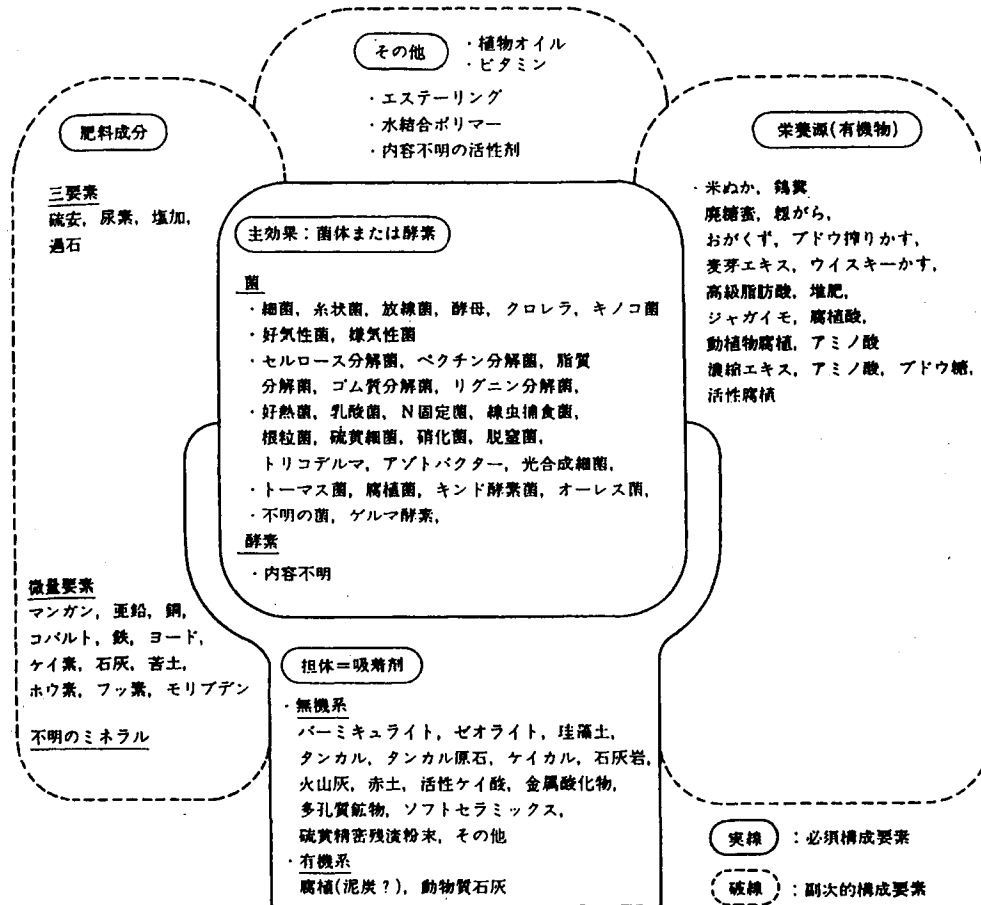 その他
・植物オイル
・ビタミン
・エステーリング
・水結合ポリマー
・内容不明の活性剤
肥料成分
三要素
硫安, 尿素, 塩加,
過石
微量要素
マンガン, 亜鉛, 銅,
コバルト, 鉄, ヨード,
ケイ素, 石灰, 苦土,
ホウ素, フッ素, モリブデン
不明のミネラル
主効果：菌体または酵素
菌
・細菌, 糸状菌, 放線菌, 酵母, クロレラ, キノコ菌
・好気性菌, 嫌気性菌
・セルロース分解菌, ペクチン分解菌, 脂質
分解菌, ゴム質分解菌, リグニン分解菌,
・好熱菌, 乳酸菌, N固定菌, 線虫捕食菌,
根粒菌, 硫黄細菌, 硝化菌, 脱窒菌,
トリコデルマ, アゾトバクター, 光合成細菌,
・トーマス菌, 腐植菌, キンド酵素菌, オーレス菌,
・不明の菌, ゲルマ酵素,
酵素
・内容不明
栄養源(有機物)
・米ぬか, 鶏糞
廃糖蜜, 籾がら,
おがくず, ブドウ搾りかす,
麦芽エキス, ウイスキーかす,
高級脂肪酸, 堆肥,
ジャガイモ, 腐植酸,
動植物腐植, アミノ酸
濃縮エキス, アミノ酸, ブドウ糖,
活性腐植
担体＝吸着剤
・無機系
バーミキュライト, ゼオライト, 珪藻土,
タンカル, タンカル原石, ケイカル, 石灰岩,
火山灰, 赤土, 活性ケイ酸, 金属酸化物,
多孔質鉱物, ソフトセラミックス,
硫黄精密残渣粉末, その他
・有機系
腐植(泥炭？), 動物質石灰
実線：必須構成要素
破線：副次的構成要素